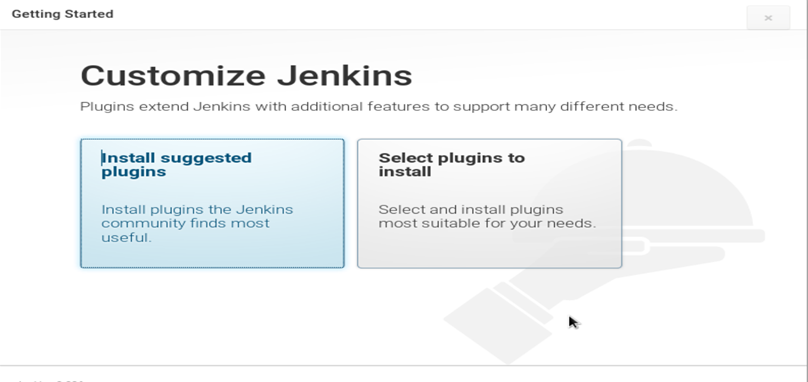 Getting Started
×
Customize Jenkins
Plugins extend Jenkins with additional features to support many different needs.
Install suggested
plugins
Install plugins the Jenkins
community finds most
useful.
Select plugins to
install
Select and install plugins
most suitable for your needs.